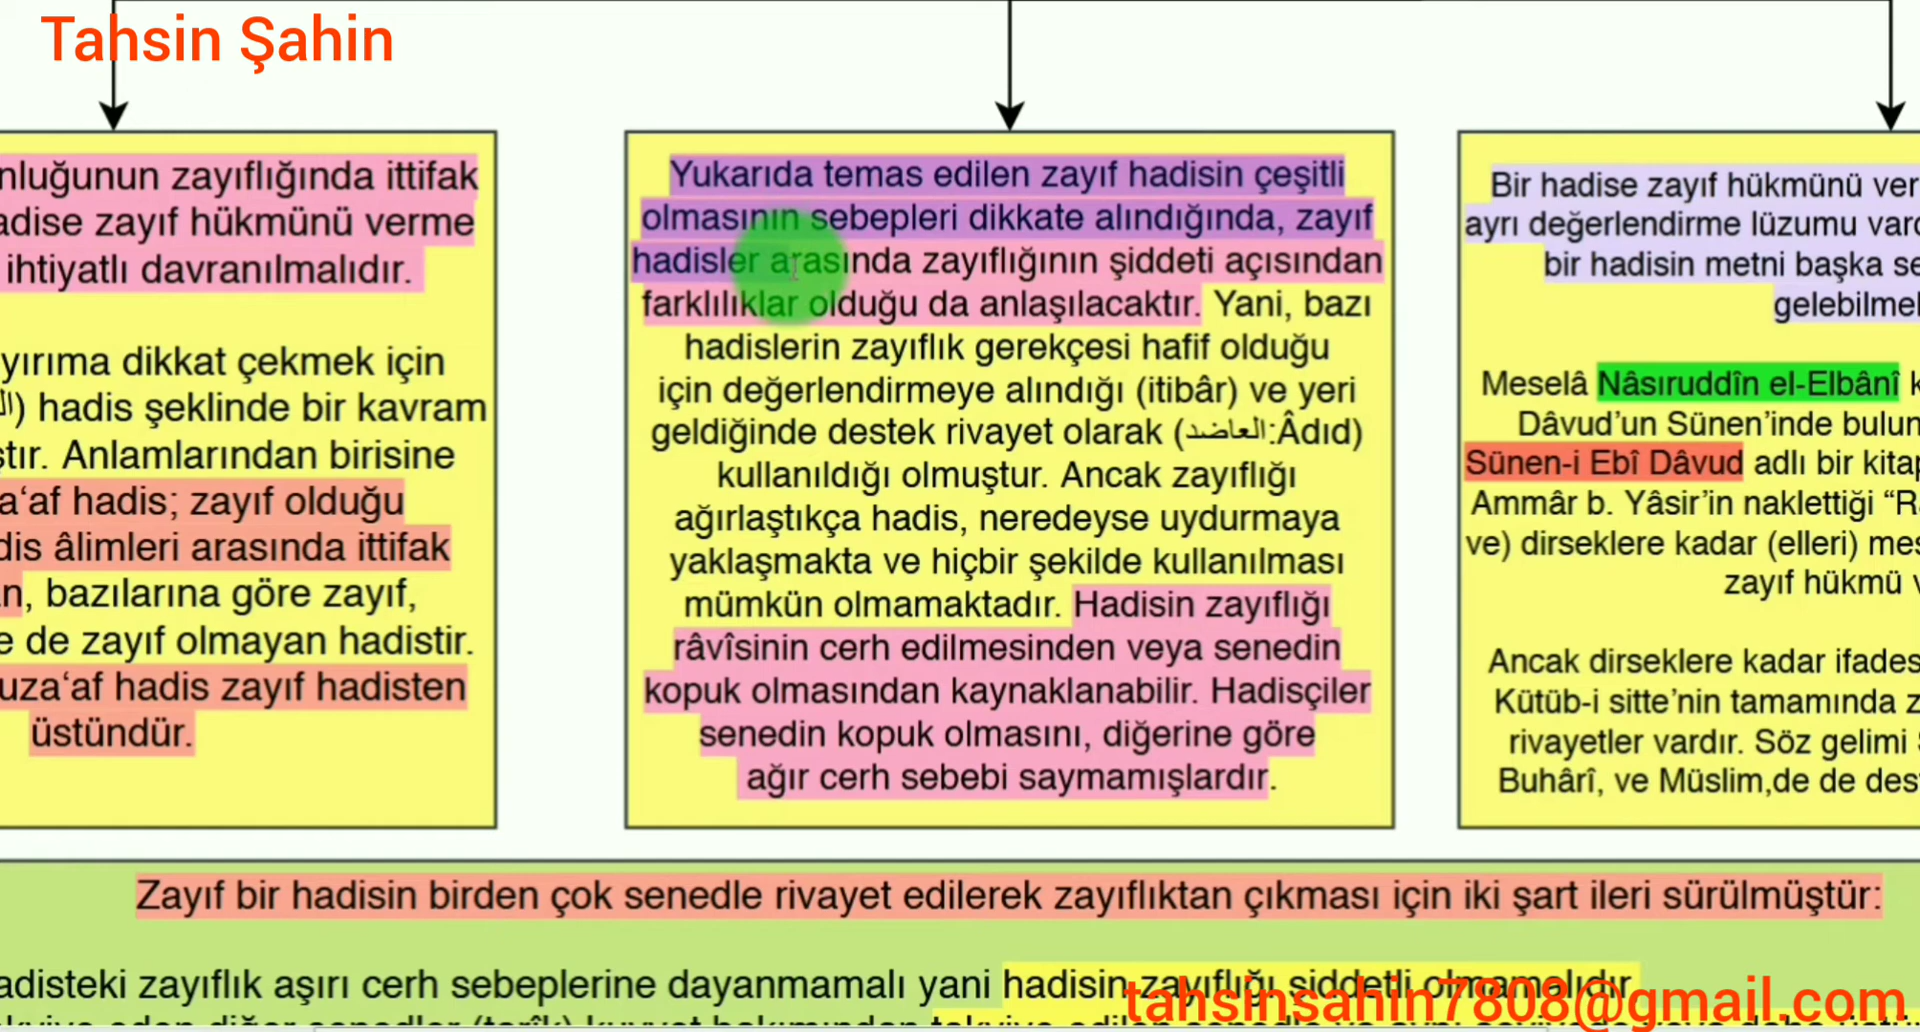 Tahsin Şahin
nluğunun zayıflığında ittifak
adise zayıf hükmünü verme
ihtiyatlı davranılmalıdır.
yırıma dikkat çekmek için
hadis şeklinde bir kavram
ştır. Anlamlarından birisine
a‘af hadis; zayıf olduğu
dis âlimleri arasında ittifak
n, bazılarına göre zayıf,
e de zayıf olmayan hadistir.
uza‘af hadis zayıf hadisten
üstündür.
Yukarıda temas edilen zayıf hadisin çeşitli
olmasının sebepleri dikkate alındığında, zayıf
hadisler arasında zayıflığının şiddeti açısından
farklılıklar olduğu da anlaşılacaktır. Yani, bazı
hadislerin zayıflık gerekçesi hafif olduğu
için değerlendirmeye alındığı (itibâr) ve yeri
geldiğinde destek rivayet olarak (العاضد:Âdıd)
kullanıldığı olmuştur. Ancak zayıflığı
ağırlaştıkça hadis, neredeyse uydurmaya
yaklaşmakta ve hiçbir şekilde kullanılması
mümkün olmamaktadır. Hadisin zayıflığı
râvîsinin cerh edilmesinden veya senedin
kopuk olmasından kaynaklanabilir. Hadisçiler
senedin kopuk olmasını, diğerine göre
ağır cerh sebebi saymamışlardır.
Bir hadise zayıf hükmünü ver
ayrı değerlendirme lüzumu vard
bir hadisin metni başka se
gelebilmel
Meselâ Nâsıruddîn el-Elbânî k
Dâvud’un Sünen’inde bulun
Sünen-i Ebî Dâvud adlı bir kitap
Ammâr b. Yâsir’in naklettiği “R
ve) dirseklere kadar (elleri) mes
zayıf hükmü v
Ancak dirseklere kadar ifades
Kütüb-i sitte’nin tamamında z
rivayetler vardır. Söz gelimi
Buhârî, ve Müslim,de de des
Zayıf bir hadisin birden çok senedle rivayet edilerek zayıflıktan çıkması için iki şart ileri sürülmüştür:
adisteki zayıflık aşırı cerh sebeplerine dayanmamalı yani hadisin zayıflığı şiddetli olmamalıdır
tahsinsahin7808@gmail.com